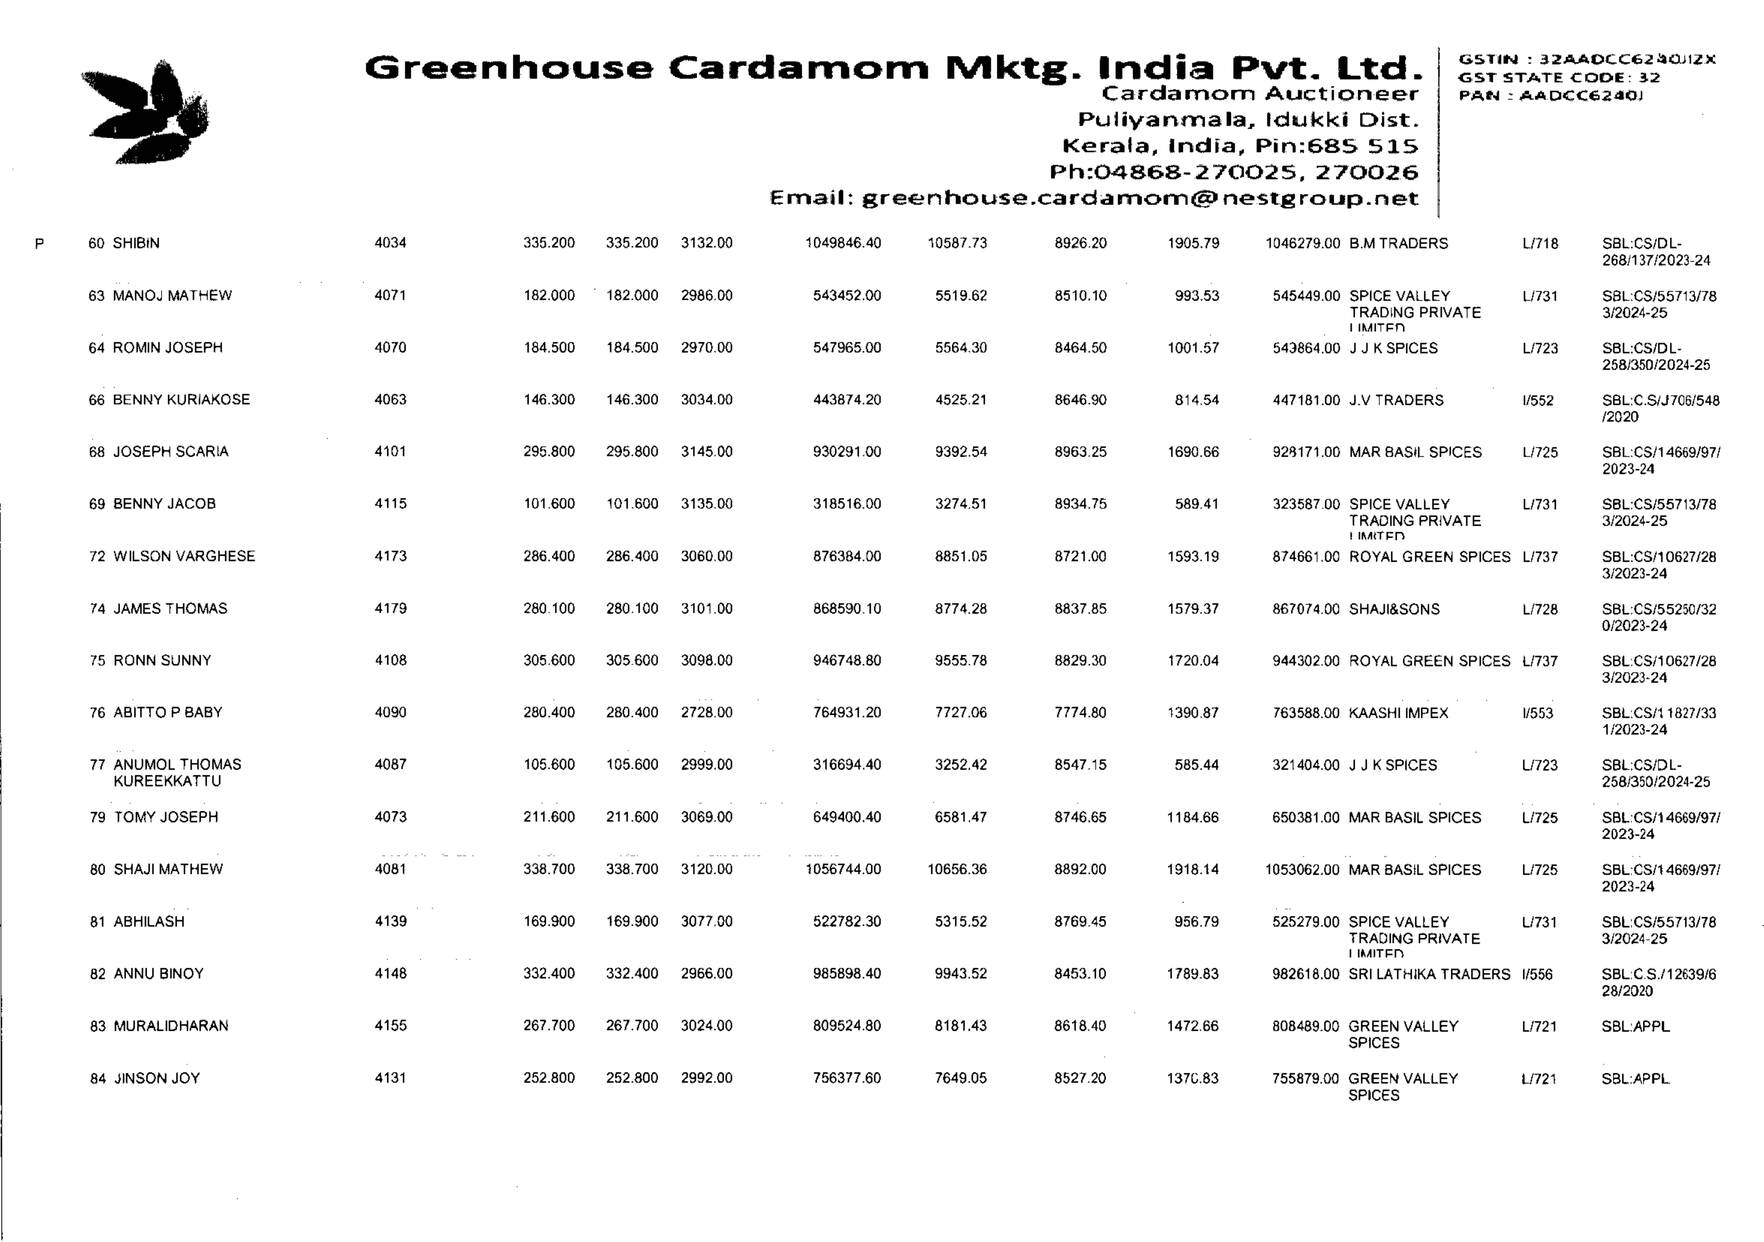 Greenhouse Cardamom Mktg. India Pvt. Ltd.
Cardamom Auctioneer
Puliyanmala, Idukki Dist.
Kerala, India, Pin:685 515
Ph:04868-270025, 270026
Email: greenhouse.cardamom@nestgroup.net
GSTIN : 32AADCC6240J1ZX
GST STATE CODE: 32
PAN : AADCC6240J
P 60 SHIBIN 4034 335.200 335.200 3132.00 1049846.40 10587.73 8926.20 1905.79 1046279.00 B.M TRADERS L/718 SBL:CS/DL-
268/137/2023-24
63 MANOJ MATHEW 4071 182.000 182.000 2986.00 543452.00 5519.62 8510.10 993.53 545449.00 SPICE VALLEY L/731 SBL:CS/55713/78
TRADING PRIVATE 3/2024-25
LIMITED
64 ROMIN JOSEPH 4070 184.500 184.500 2970.00 547965.00 5564.30 8464.50 1001.57 543864.00 J J K SPICES L/723 SBL:CS/DL-
258/350/2024-25
66 BENNY KURIAKOSE 4063 146.300 146.300 3034.00 443874.20 4525.21 8646.90 814.54 447181.00 J.V TRADERS I/552 SBL:C.S/J706/548
/2020
68 JOSEPH SCARIA 4101 295.800 295.800 3145.00 930291.00 9392.54 8963.25 1690.66 928171.00 MAR BASIL SPICES L/725 SBL:CS/14669/97/
2023-24
69 BENNY JACOB 4115 101.600 101.600 3135.00 318516.00 3274.51 8934.75 589.41 323587.00 SPICE VALLEY L/731 SBL:CS/55713/78
TRADING PRIVATE 3/2024-25
LIMITED
72 WILSON VARGHESE 4173 286.400 286.400 3060.00 876384.00 8851.05 8721.00 1593.19 874661.00 ROYAL GREEN SPICES L/737 SBL:CS/10627/28
3/2023-24
74 JAMES THOMAS 4179 280.100 280.100 3101.00 868590.10 8774.28 8837.85 1579.37 867074.00 SHAJI&SONS L/728 SBL:CS/55250/32
0/2023-24
75 RONN SUNNY 4108 305.600 305.600 3098.00 946748.80 9555.78 8829.30 1720.04 944302.00 ROYAL GREEN SPICES L/737 SBL:CS/10627/28
3/2023-24
76 ABITTO P BABY 4090 280.400 280.400 2728.00 764931.20 7727.06 7774.80 1390.87 763588.00 KAASHI IMPEX I/553 SBL:CS/11827/33
1/2023-24
77 ANUMOL THOMAS 4087 105.600 105.600 2999.00 316694.40 3252.42 8547.15 585.44 321404.00 J J K SPICES L/723 SBL:CS/DL-
KUREEKKATTU 258/350/2024-25
79 TOMY JOSEPH 4073 211.600 211.600 3069.00 649400.40 6581.47 8746.65 1184.66 650381.00 MAR BASIL SPICES L/725 SBL:CS/14669/97/
2023-24
80 SHAJI MATHEW 4081 338.700 338.700 3120.00 1056744.00 10656.36 8892.00 1918.14 1053062.00 MAR BASIL SPICES L/725 SBL:CS/14669/97/
2023-24
81 ABHILASH 4139 169.900 169.900 3077.00 522782.30 5315.52 8769.45 956.79 525279.00 SPICE VALLEY L/731 SBL:CS/55713/78
TRADING PRIVATE 3/2024-25
LIMITED
82 ANNU BINOY 4148 332.400 332.400 2966.00 985898.40 9943.52 8453.10 1789.83 982618.00 SRI LATHIKA TRADERS I/556 SBL:C.S./12639/6
28/2020
83 MURALIDHARAN 4155 267.700 267.700 3024.00 809524.80 8181.43 8618.40 1472.66 808489.00 GREEN VALLEY L/721 SBL:APPL
SPICES
84 JINSON JOY 4131 252.800 252.800 2992.00 756377.60 7649.05 8527.20 1370.83 755879.00 GREEN VALLEY L/721 SBL:APPL
SPICES